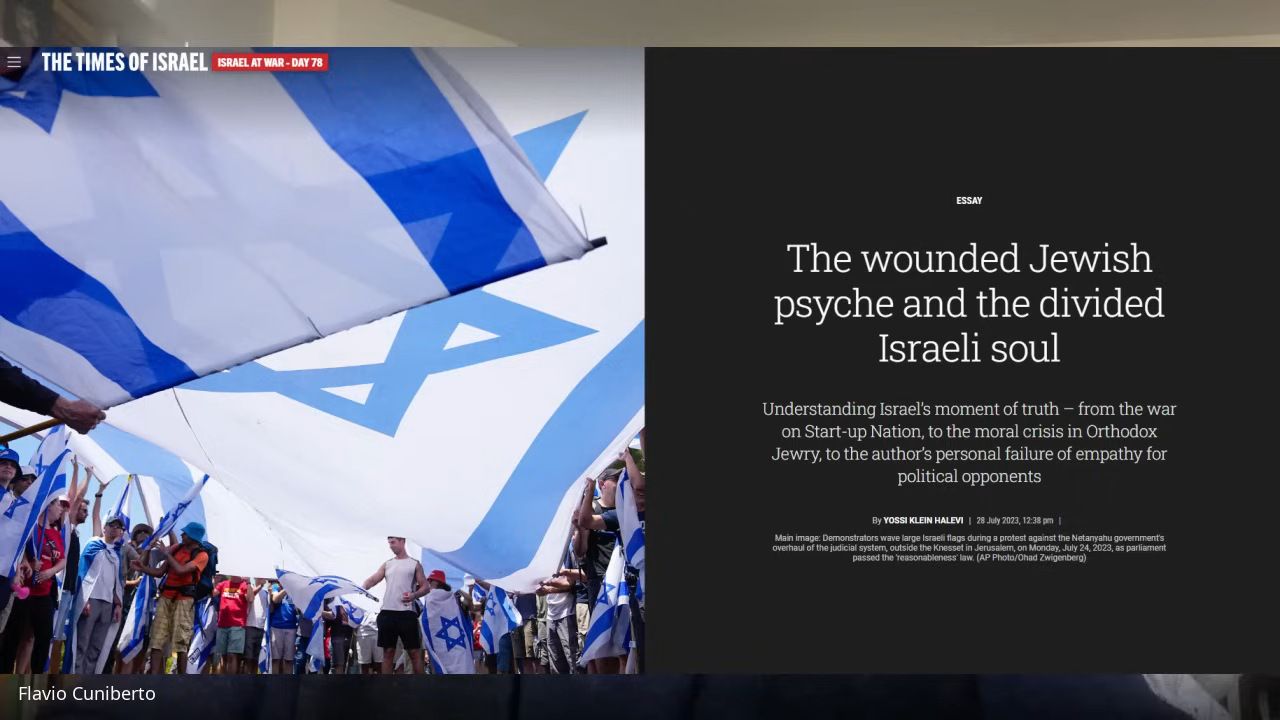 THE TIMES OF ISRAEL ISRAEL AT WAR - DAY 78
ESSAY
The wounded Jewish
psyche and the divided
Israeli soul
Understanding Israel's moment of truth – from the war
on Start-up Nation, to the moral crisis in Orthodox
Jewry, to the author's personal failure of empathy for
political opponents
By YOSSI KLEIN HALEVI | 28 July 2023, 12:38 pm |
Main image: Demonstrators wave large Israeli flags during a protest against the Netanyahu government's
overhaul of the judicial system, outside the Knesset in Jerusalem, on Monday, July 24, 2023, as parliament
passed the 'reasonableness' law. (AP Photo/Ohad Zwigenberg)
Flavio Cuniberto